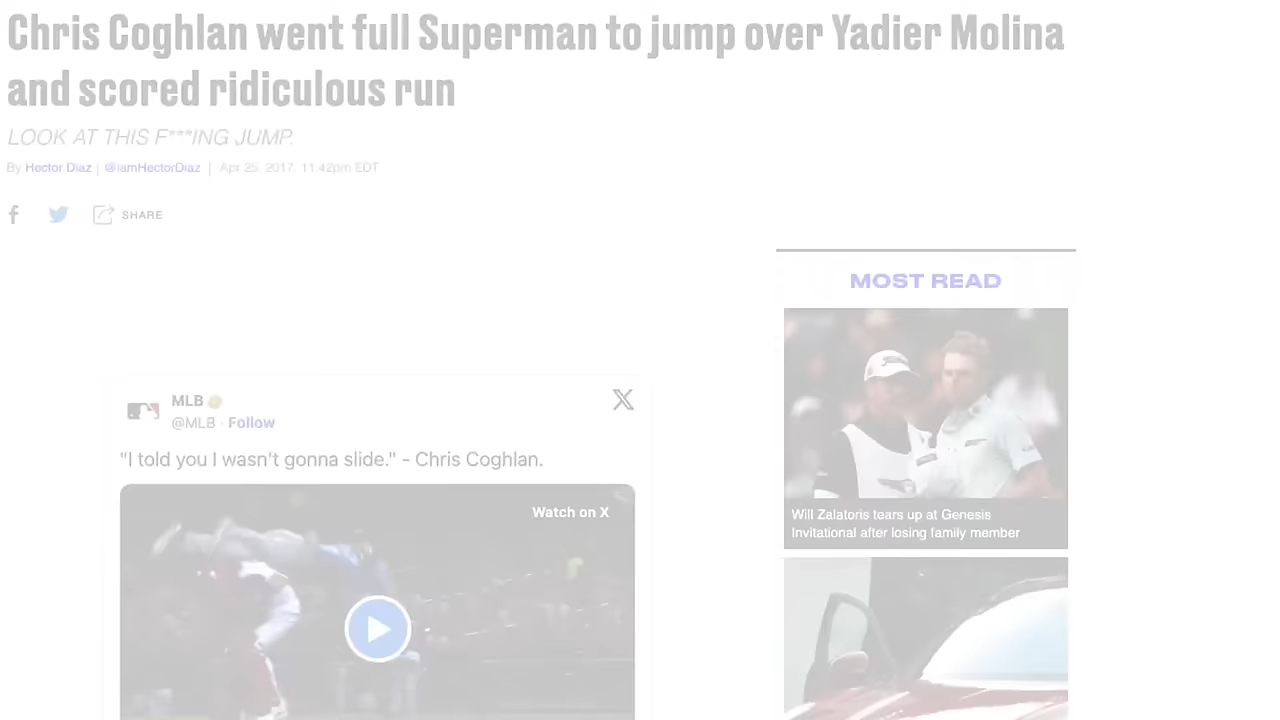 Chris Coghlan went full Superman to jump over Yadier Molina
and scored ridiculous run
LOOK AT THIS F***ING JUMP.
By Hector Diaz | @iamHectorDiaz | Apr 25, 2017, 11:42pm EDT
SHARE
MOST READ
Will Zalatoris tears up at Genesis
Invitational after losing family member
MLB
@MLB · Follow
"I told you I wasn't gonna slide." - Chris Coghlan.
Watch on X